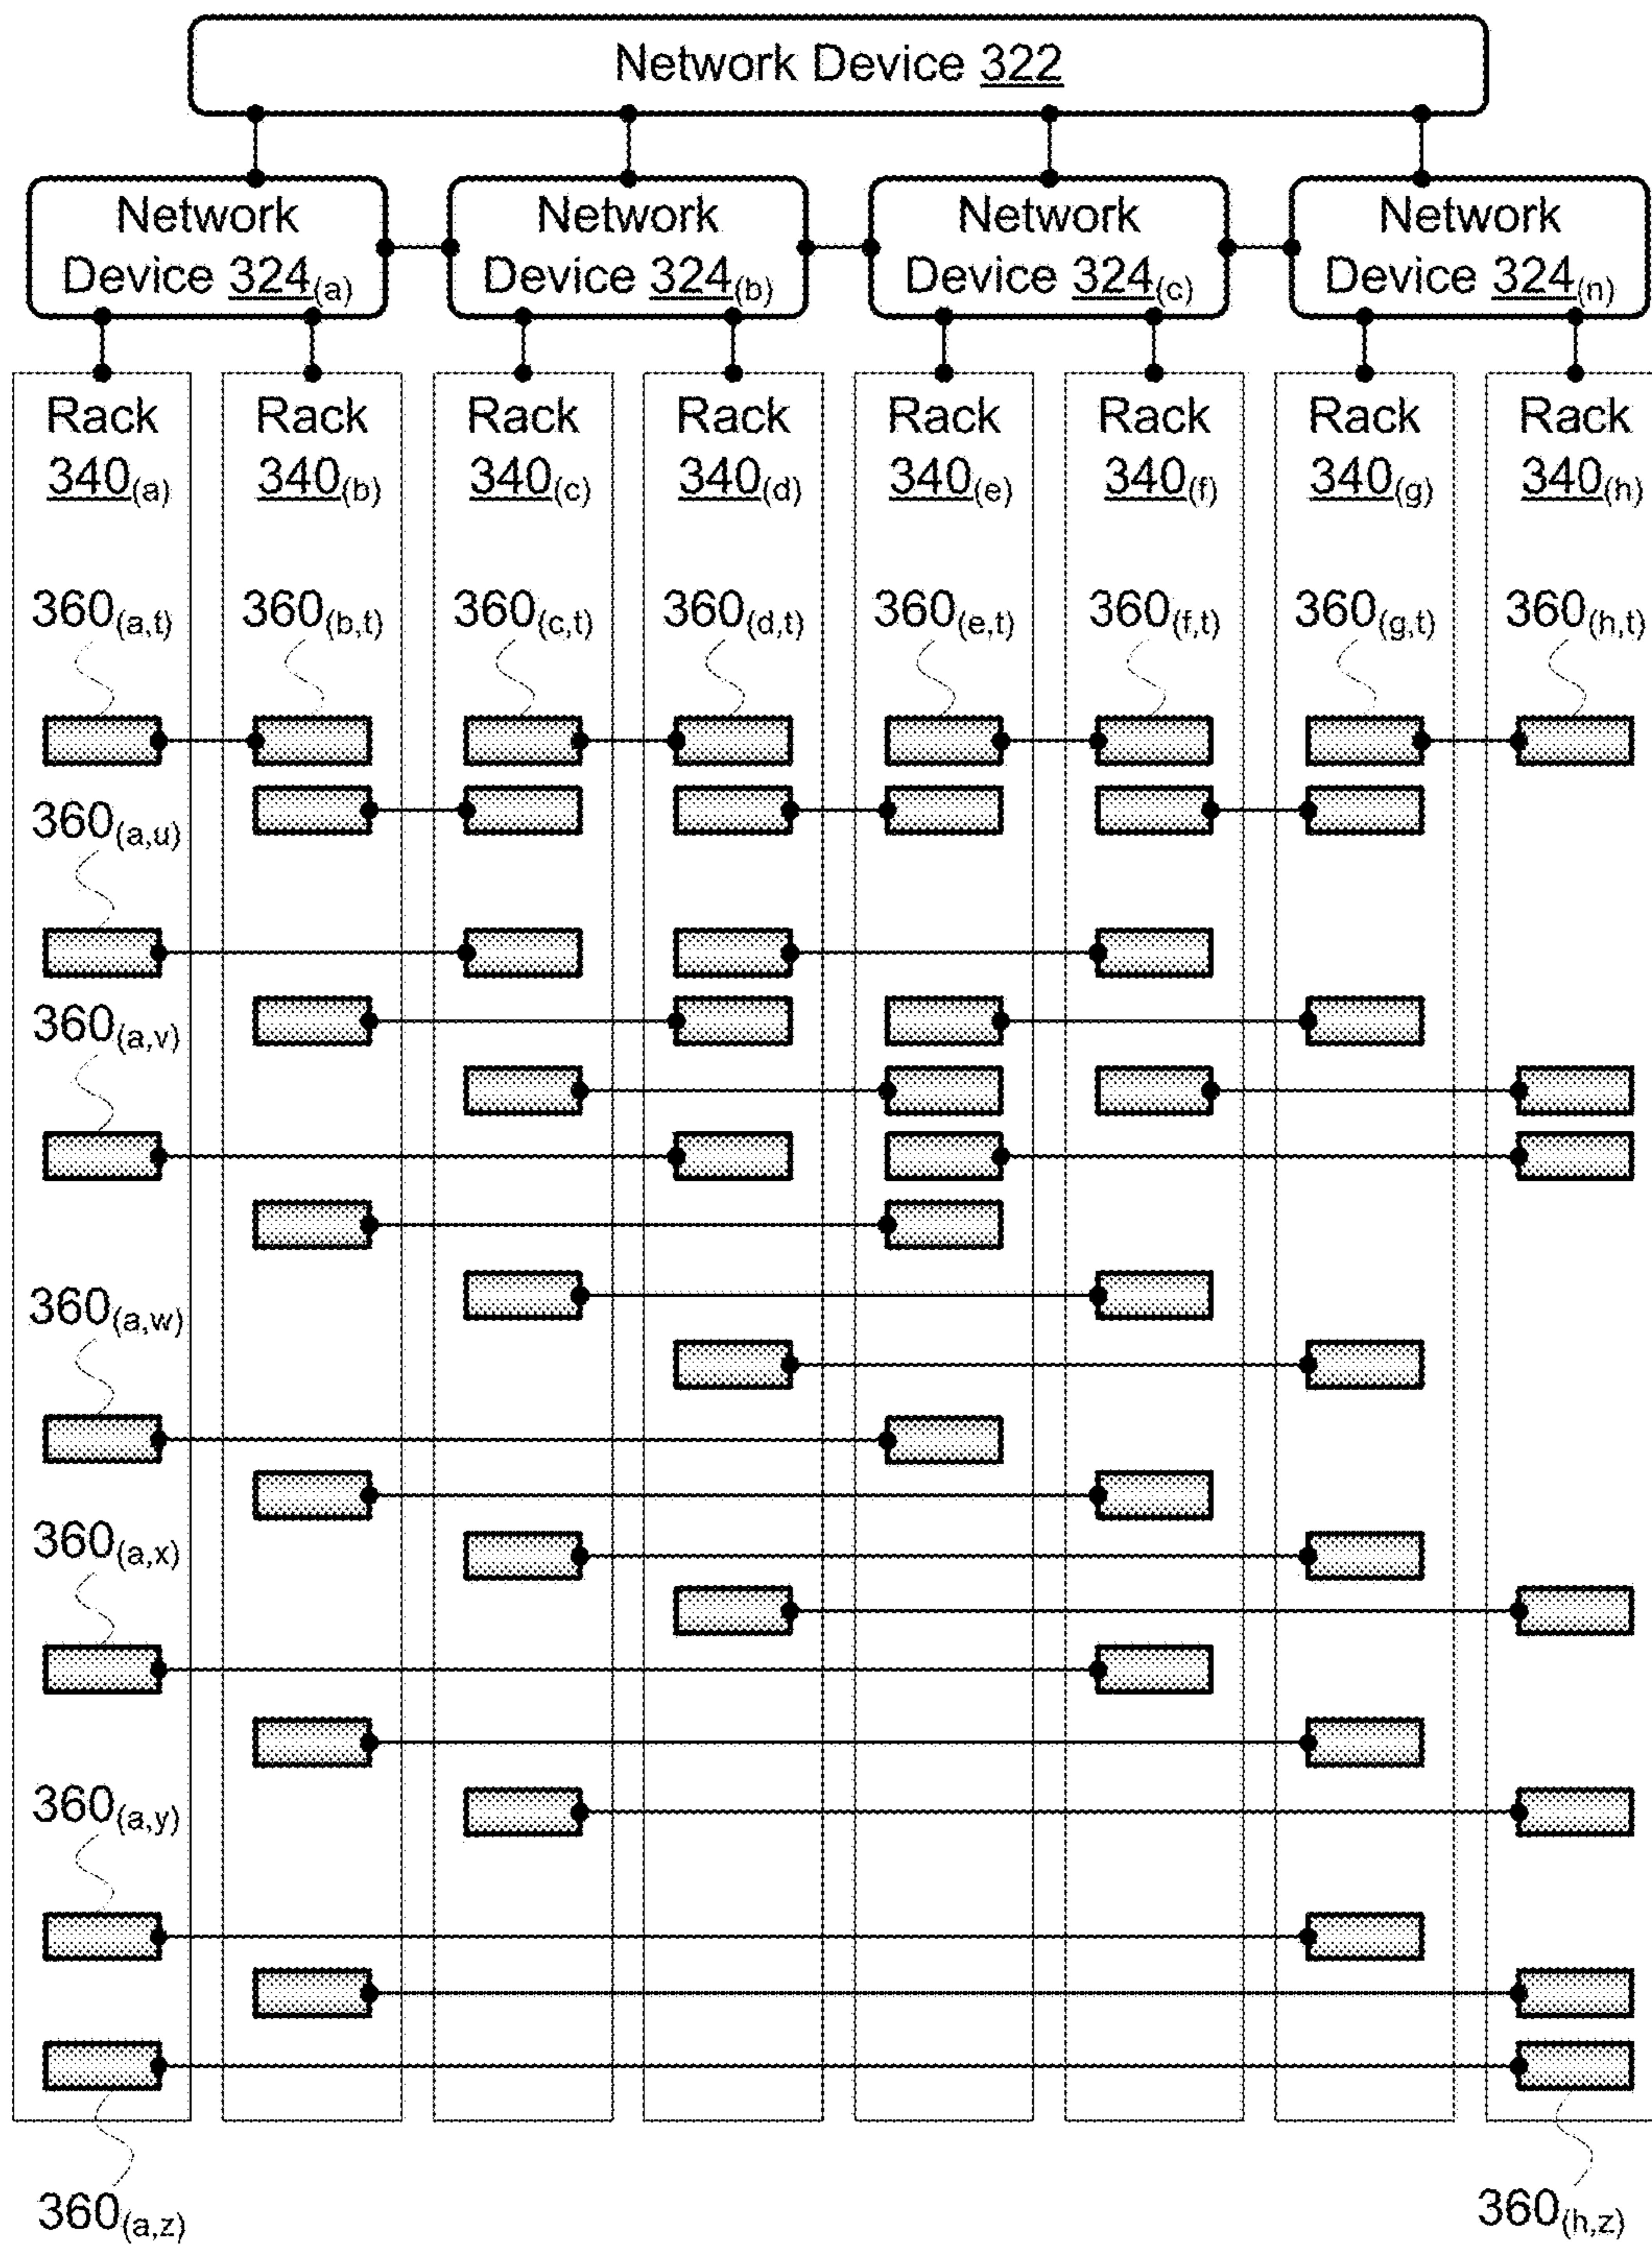 Network Device 322
Network
Device 324(a)
Network
Device 324(b)
Network
Device 324(c)
Network
Device 324(n)
Rack
340(a)
Rack
340(b)
Rack
340(c)
Rack
340(d)
Rack
340(e)
Rack
340(f)
Rack
340(g)
Rack
340(h)
360(a,t)
360(b,t)
360(c,t)
360(d,t)
360(e,t)
360(f,t)
360(g,t)
360(h,t)
360(a,u)
360(a,v)
360(a,w)
360(a,x)
360(a,y)
360(a,z)
360(h,z)